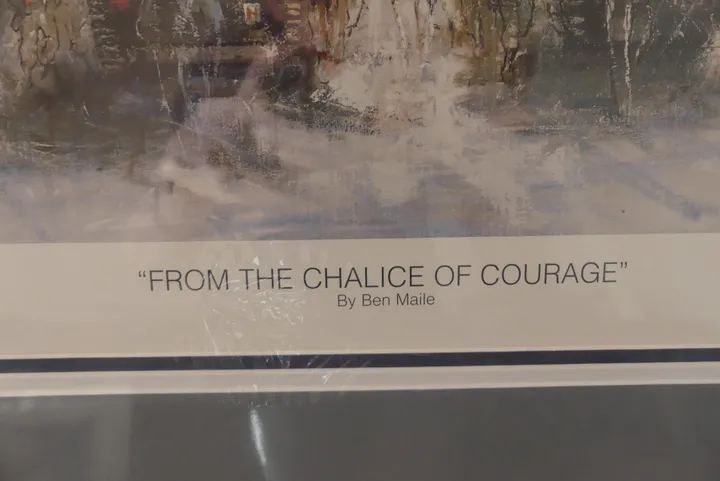 “FROM THE CHALICE OF COURAGE”
By Ben Maile